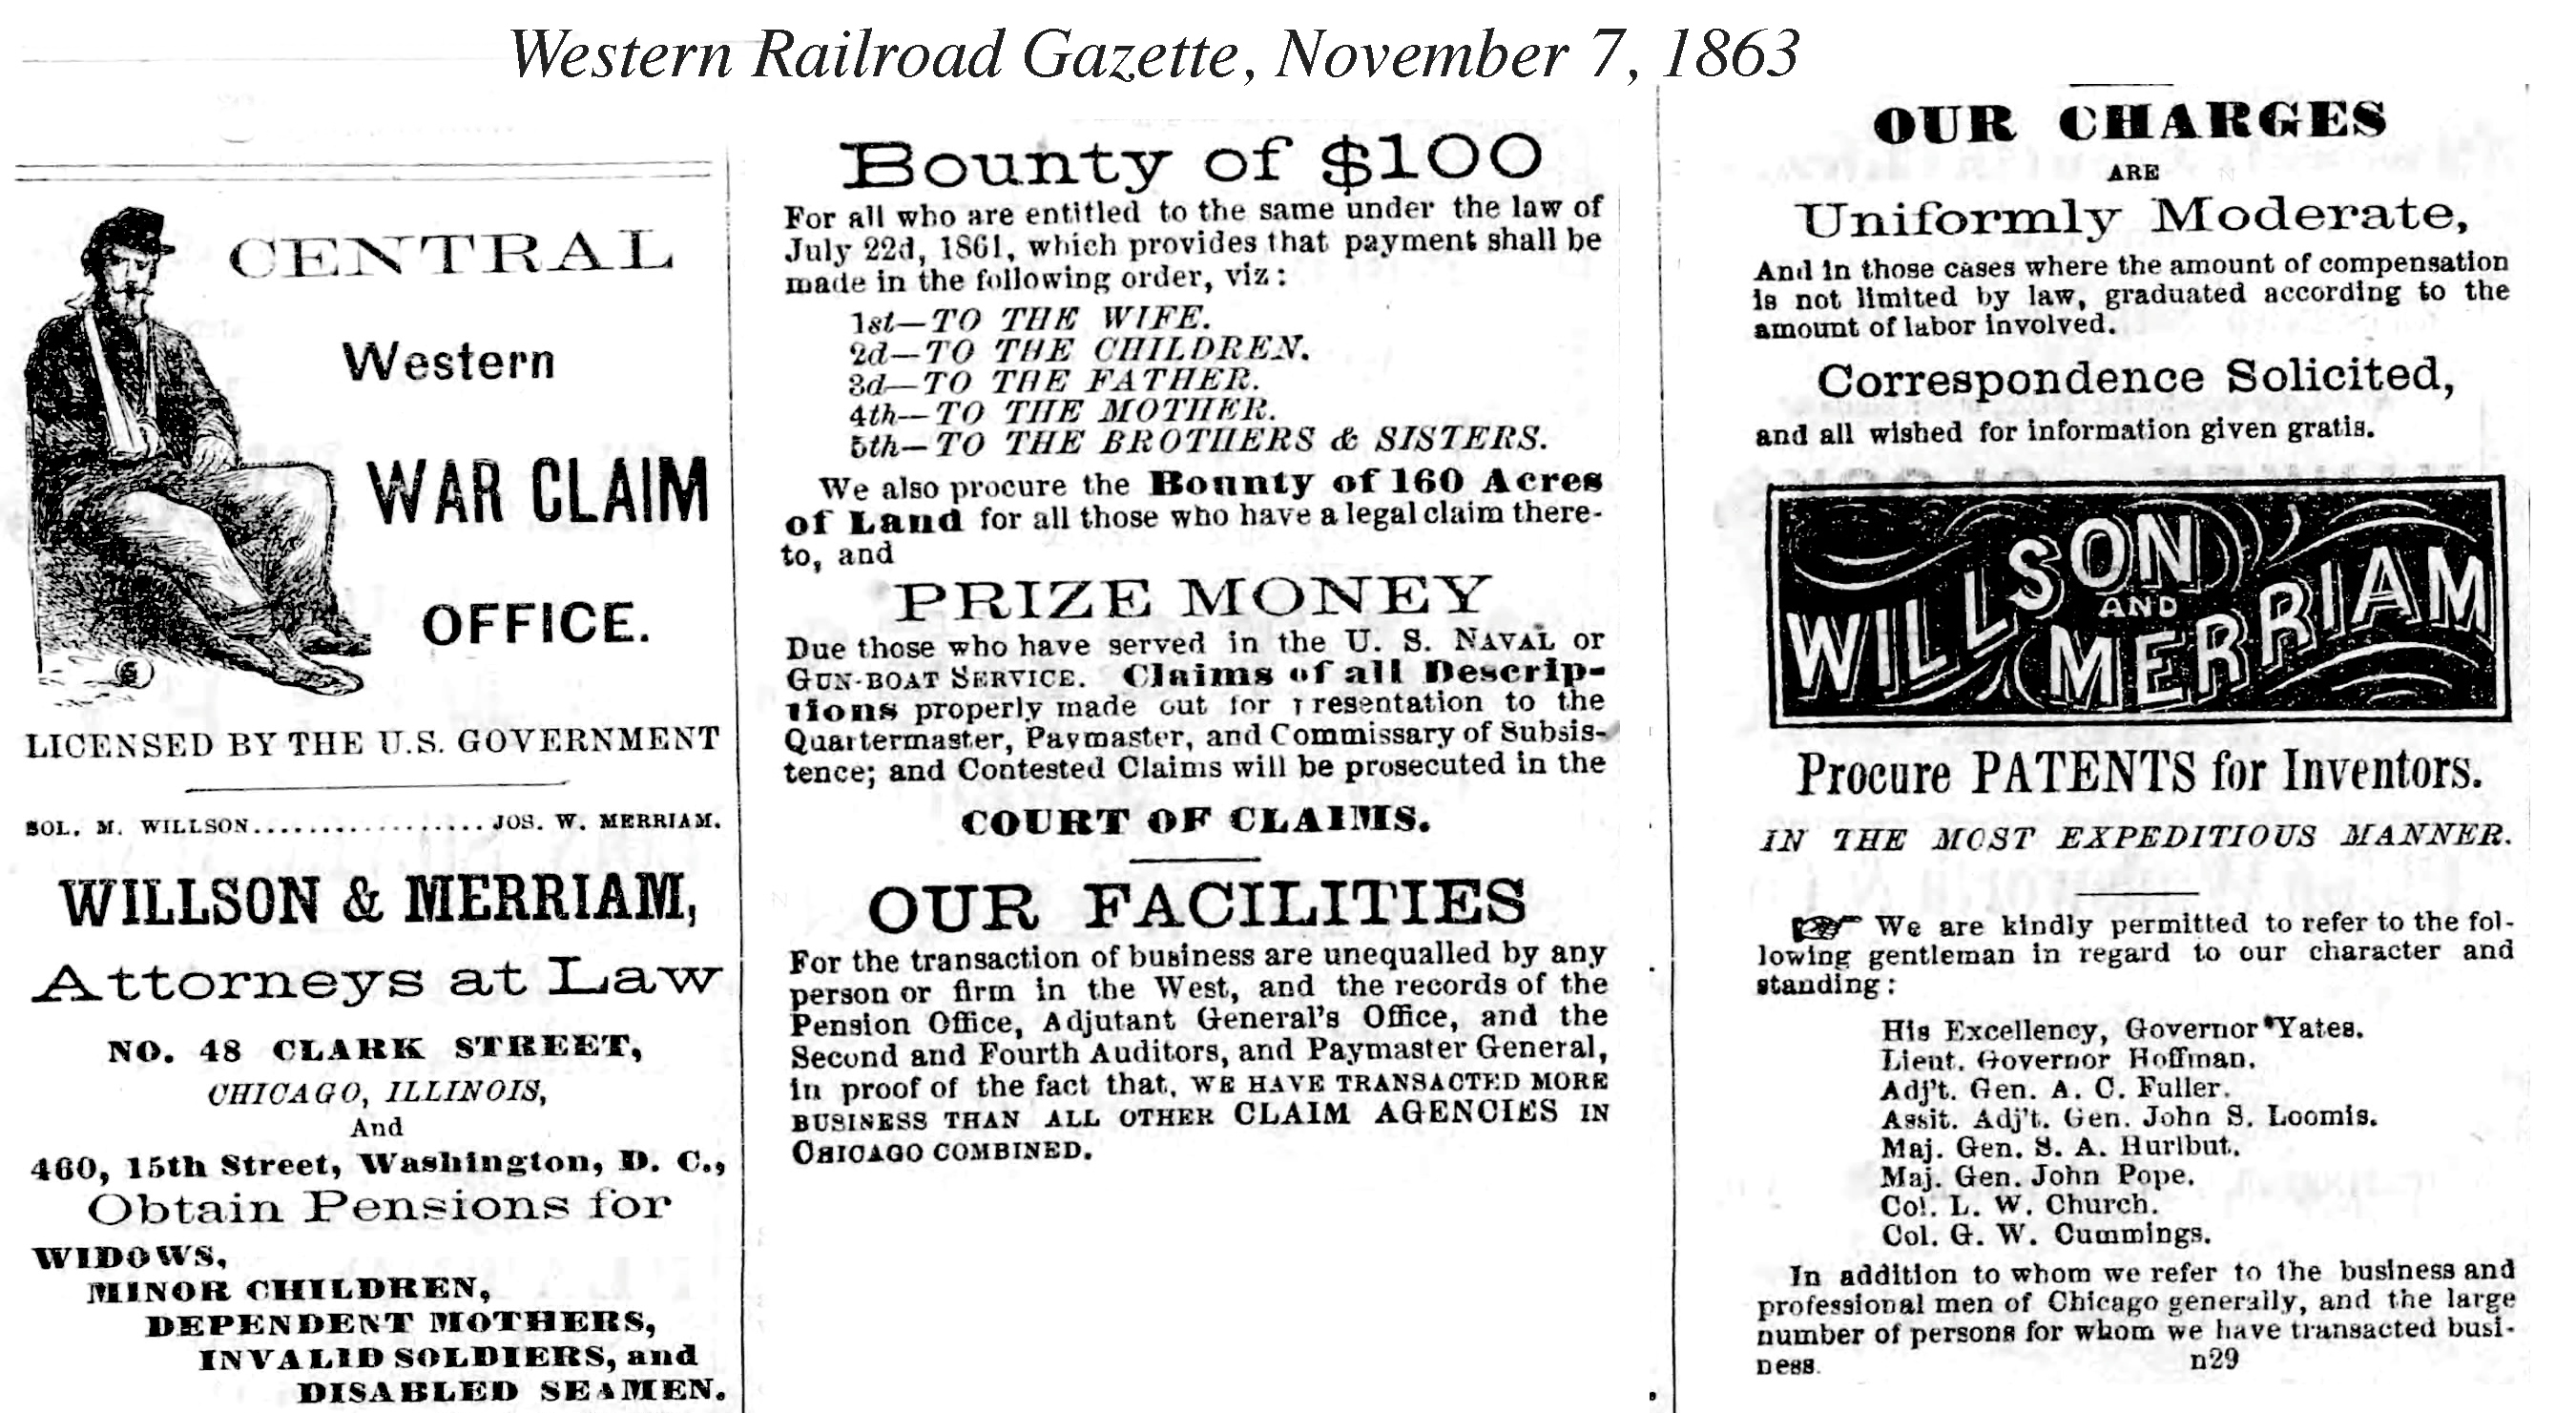 Western Railroad Gazette, November 7, 1863
CENTRAL
Western
WAR CLAIM
OFFICE.
LICENSED BY THE U.S. GOVERNMENT
SOL. M. WILLSON..................JOS. W. MERRIAM.
WILLSON & MERRIAM,
Attorneys at Law
NO. 48 CLARK STREET,
CHICAGO, ILLINOIS,
And
460, 15th Street, Washington, D. C.,
Obtain Pensions for
WIDOWS,
MINOR CHILDREN,
DEPENDENT MOTHERS,
INVALID SOLDIERS, and
DISABLED SEAMEN.
Bounty of $100
For all who are entitled to the same under the law of
July 22d, 1861, which provides that payment shall be
made in the following order, viz:
1st—TO THE WIFE.
2d—TO THE CHILDREN.
3d—TO THE FATHER.
4th—TO THE MOTHER.
5th—TO THE BROTHERS & SISTERS.
We also procure the Bounty of 160 Acres
of Land for all those who have a legal claim there-
to, and
PRIZE MONEY
Due those who have served in the U. S. NAVAL or
GUN-BOAT SERVICE. Claims of all Descrip-
tions properly made out for presentation to the
Quartermaster, Paymaster, and Commissary of Subsis-
tence; and Contested Claims will be prosecuted in the
COURT OF CLAIMS.
OUR FACILITIES
For the transaction of business are unequalled by any
person or firm in the West, and the records of the
Pension Office, Adjutant General's Office, and the
Second and Fourth Auditors, and Paymaster General,
in proof of the fact that, WE HAVE TRANSACTED MORE
BUSINESS THAN ALL OTHER CLAIM AGENCIES IN
CHICAGO COMBINED.
OUR CHARGES
ARE
Uniformly Moderate,
And in those cases where the amount of compensation
is not limited by law, graduated according to the
amount of labor involved.
Correspondence Solicited,
and all wished for information given gratis.
WILLSON
AND
MERRIAM
Procure PATENTS for Inventors.
IN THE MOST EXPEDITIOUS MANNER.
☞ We are kindly permitted to refer to the fol-
lowing gentleman in regard to our character and
standing:
His Excellency, Governor Yates.
Lieut. Governor Hoffman.
Adj't. Gen. A. C. Fuller.
Assit. Adj't. Gen. John S. Loomis.
Maj. Gen. S. A. Hurlbut.
Maj. Gen. John Pope.
Col. L. W. Church.
Col. G. W. Cummings.
In addition to whom we refer to the business and
professional men of Chicago generally, and the large
number of persons for whom we have transacted busi-
ness. n29